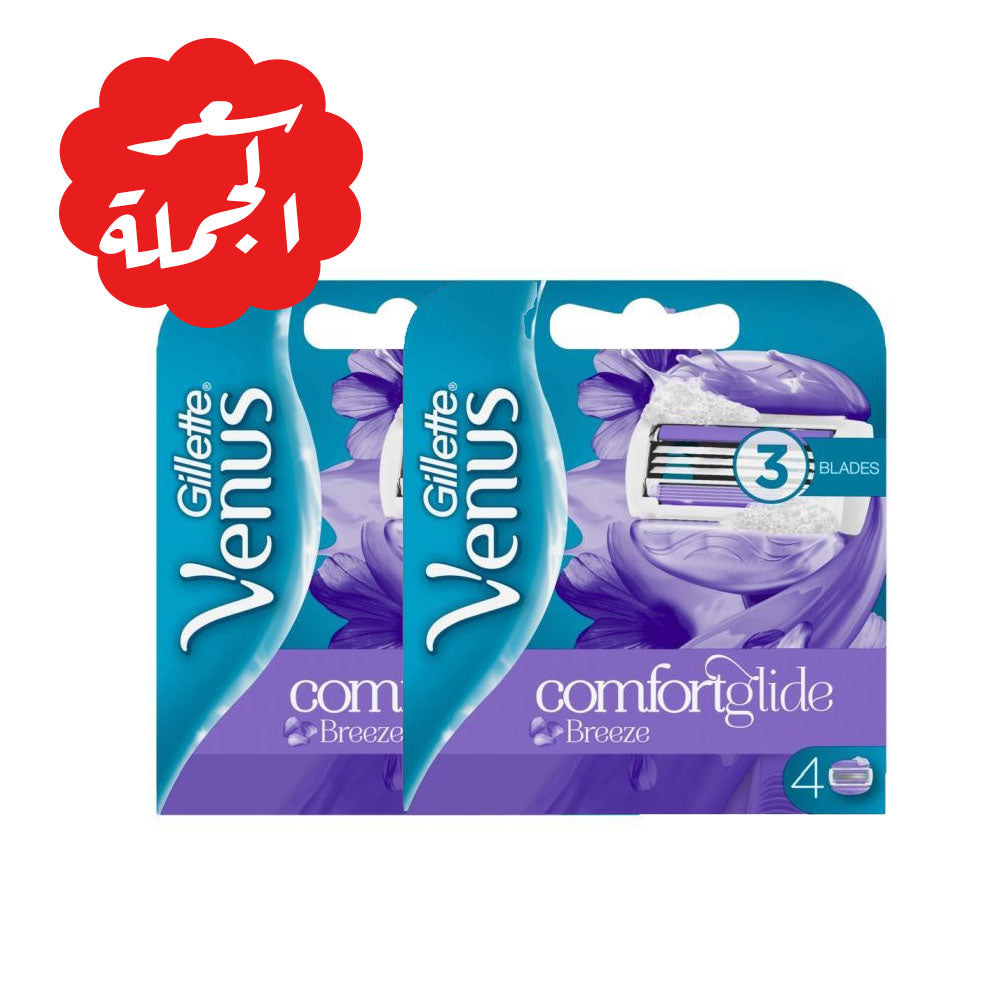 سعر
الجملة
Gillette®
Venus
com
Breeze
Gillette®
Venus
3 BLADES
comfortglide
Breeze
4